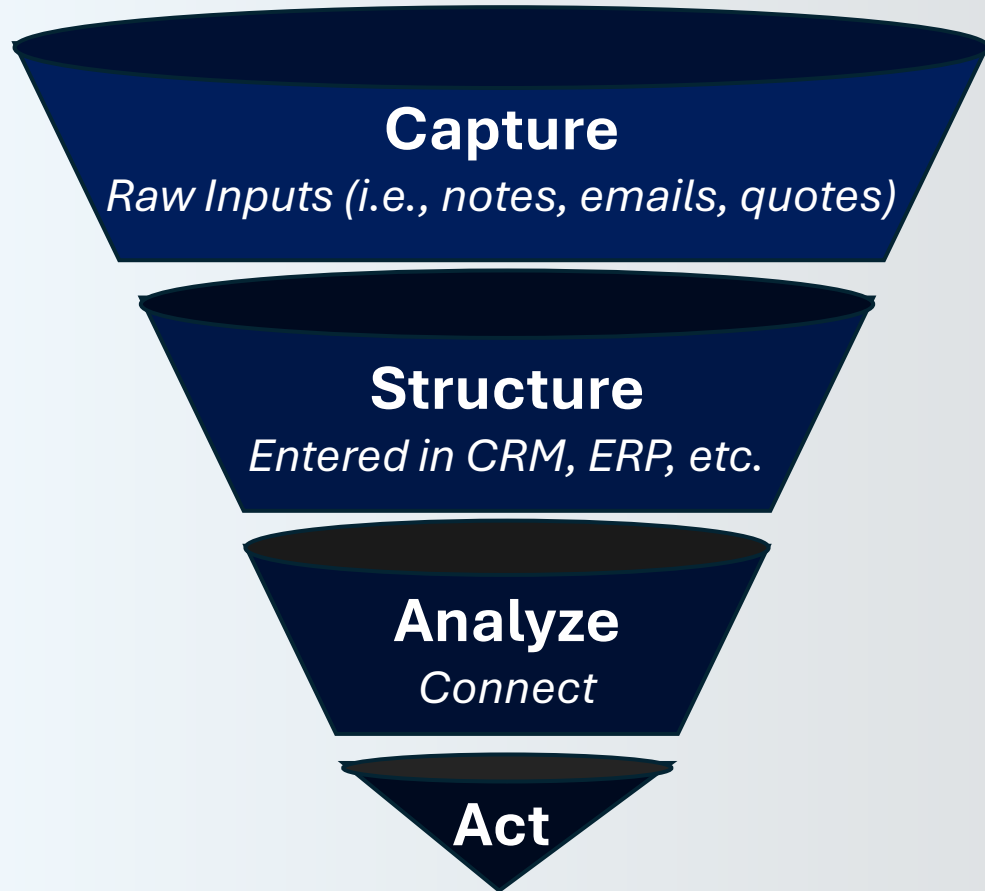 Capture
Raw Inputs (i.e., notes, emails, quotes)
Structure
Entered in CRM, ERP, etc.
Analyze
Connect
Act